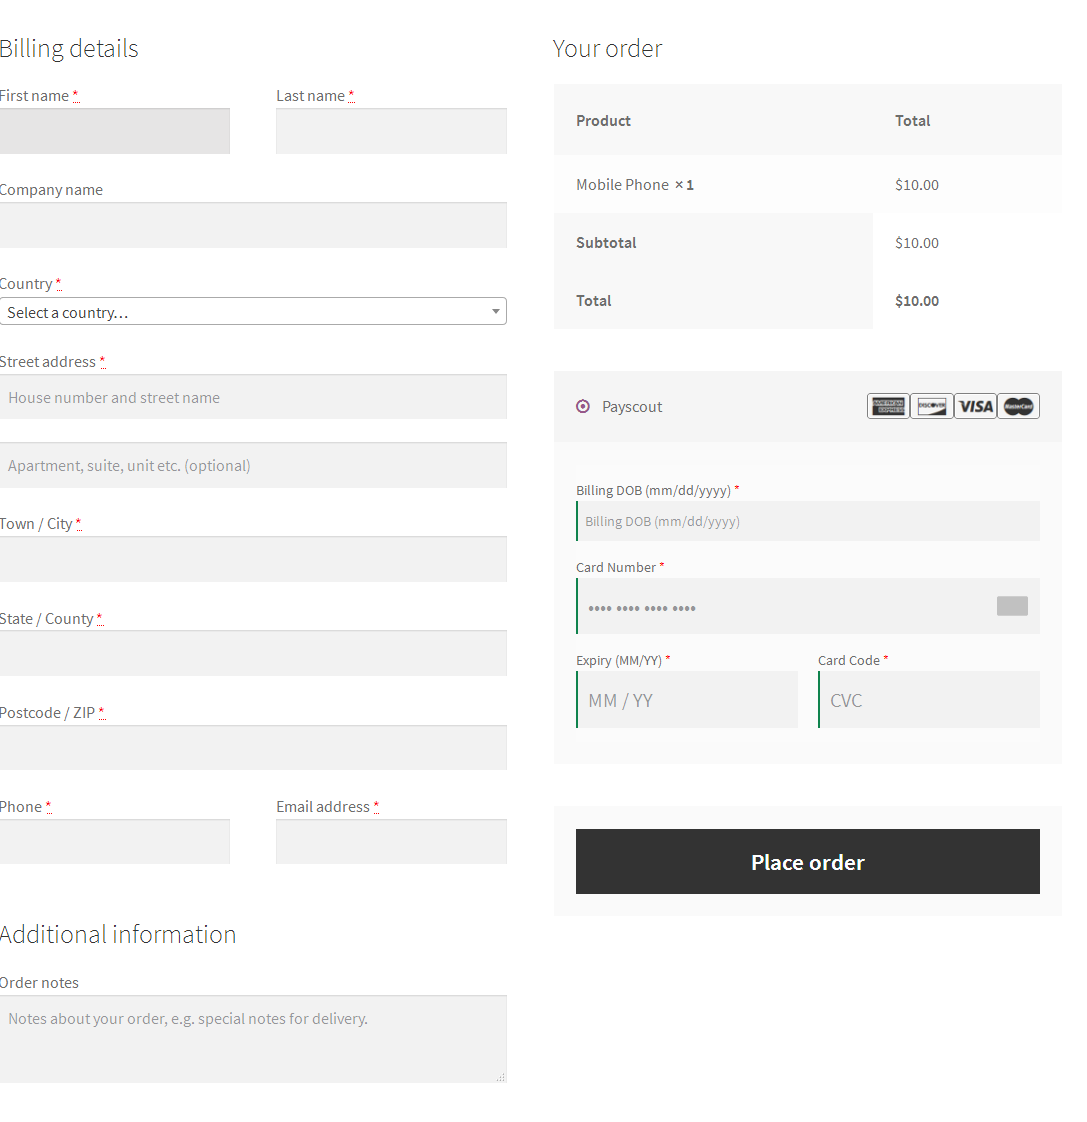 Billing details
First name *
Last name *
Company name
Country *
Select a country…
Street address *
House number and street name
Apartment, suite, unit etc. (optional)
Town / City *
State / County *
Postcode / ZIP *
Phone *
Email address *
Additional information
Order notes
Notes about your order, e.g. special notes for delivery.
Your order
Product Total
Mobile Phone × 1 $10.00
Subtotal $10.00
Total $10.00
Payscout AMERICAN EXPRESS DISCOVER VISA MasterCard
Billing DOB (mm/dd/yyyy) *
Billing DOB (mm/dd/yyyy)
Card Number *
•••• •••• •••• ••••
Expiry (MM/YY) *
MM / YY
Card Code *
CVC
Place order